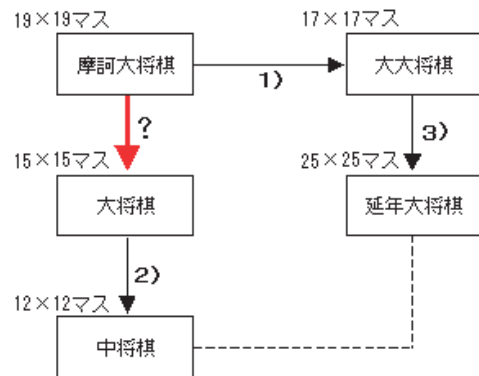 19×19マス
17×17マス
摩訶大将棋
1)
大大将棋
?
3)
15×15マス
25×25マス
大将棋
延年大将棋
2)
12×12マス
中将棋